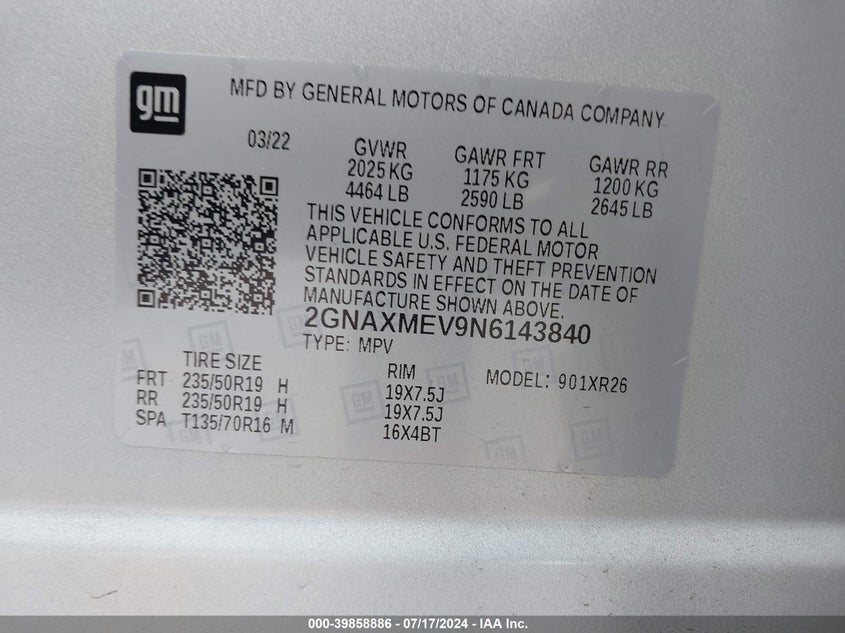 gm
MFD BY GENERAL MOTORS OF CANADA COMPANY
03/22
GVWR GAWR FRT GAWR RR
2025 KG 1175 KG 1200 KG
4464 LB 2590 LB 2645 LB
THIS VEHICLE CONFORMS TO ALL
APPLICABLE U.S. FEDERAL MOTOR
VEHICLE SAFETY AND THEFT PREVENTION
STANDARDS IN EFFECT ON THE DATE OF
MANUFACTURE SHOWN ABOVE.
2GNAXMEV9N6143840
TYPE: MPV
TIRE SIZE RIM MODEL: 901XR26
FRT 235/50R19 H 19X7.5J
RR 235/50R19 H 19X7.5J
SPA T135/70R16 M 16X4BT
000-39858886 - 07/17/2024 - IAA Inc.